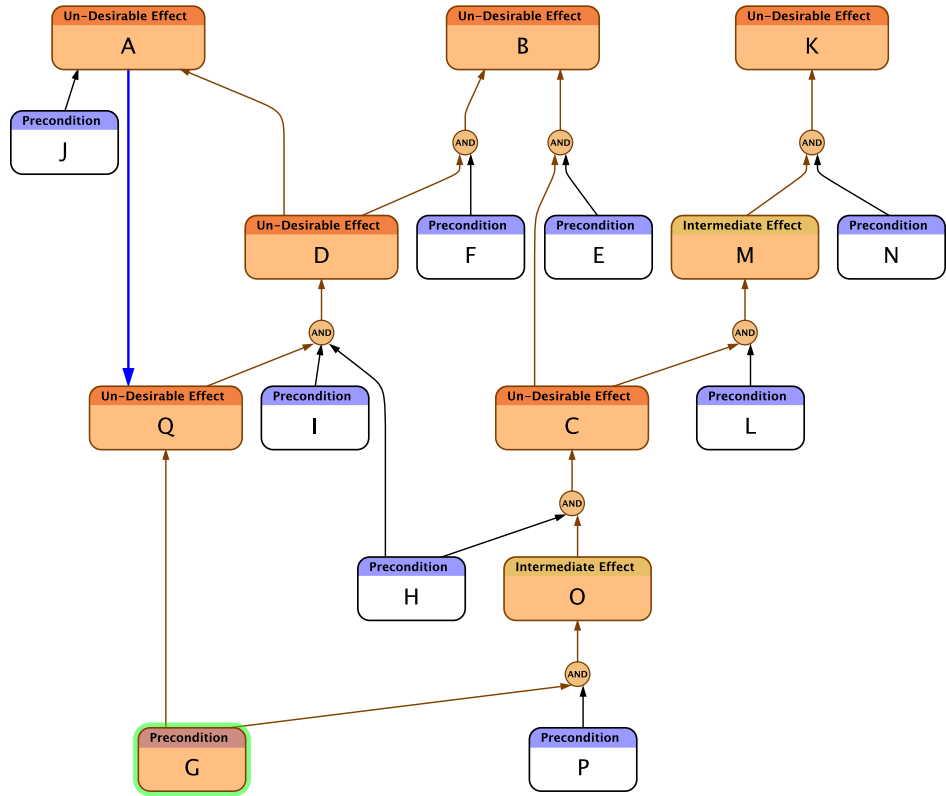 Un-Desirable Effect
A
Un-Desirable Effect
B
Un-Desirable Effect
K
Precondition
J
AND
AND
AND
Un-Desirable Effect
D
Precondition
F
Precondition
E
Intermediate Effect
M
Precondition
N
AND
AND
Un-Desirable Effect
Q
Precondition
I
Un-Desirable Effect
C
Precondition
L
AND
Precondition
H
Intermediate Effect
O
AND
Precondition
G
Precondition
P